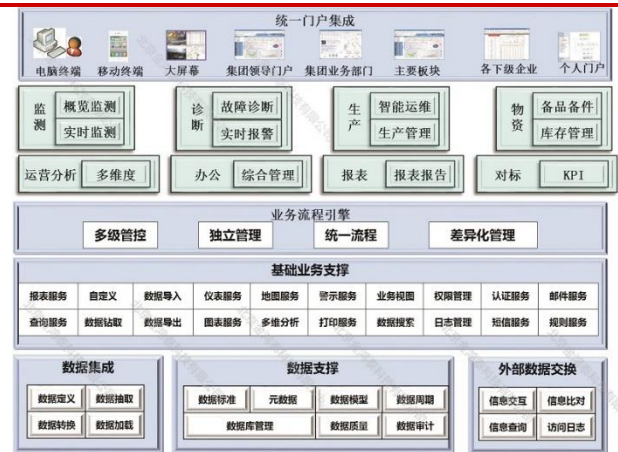 统一门户集成
电脑终端 移动终端 大屏幕 集团领导门户 集团业务部门 主要板块 各下级企业 个人门户
监测 概览监测 实时监测
诊断 故障诊断 实时报警
生产 智能运维 生产管理
物资 备品备件 库存管理
运营分析 多维度 办公 综合管理 报表 报表报告 对标 KPI
业务流程引擎
多级管控 独立管理 统一流程 差异化管理
基础业务支撑
报表服务 自定义 数据导入 仪表服务 地图服务 警示服务 业务视图 权限管理 认证服务 邮件服务
查询服务 数据钻取 数据导出 图表服务 多维分析 打印服务 数据搜索 日志管理 短信服务 规则服务
数据集成
数据定义 数据抽取
数据转换 数据加载
数据支撑
数据标准 元数据 数据模型 数据周期
数据库管理 数据质量 数据审计
外部数据交换
信息交互 信息比对
信息查询 访问日志